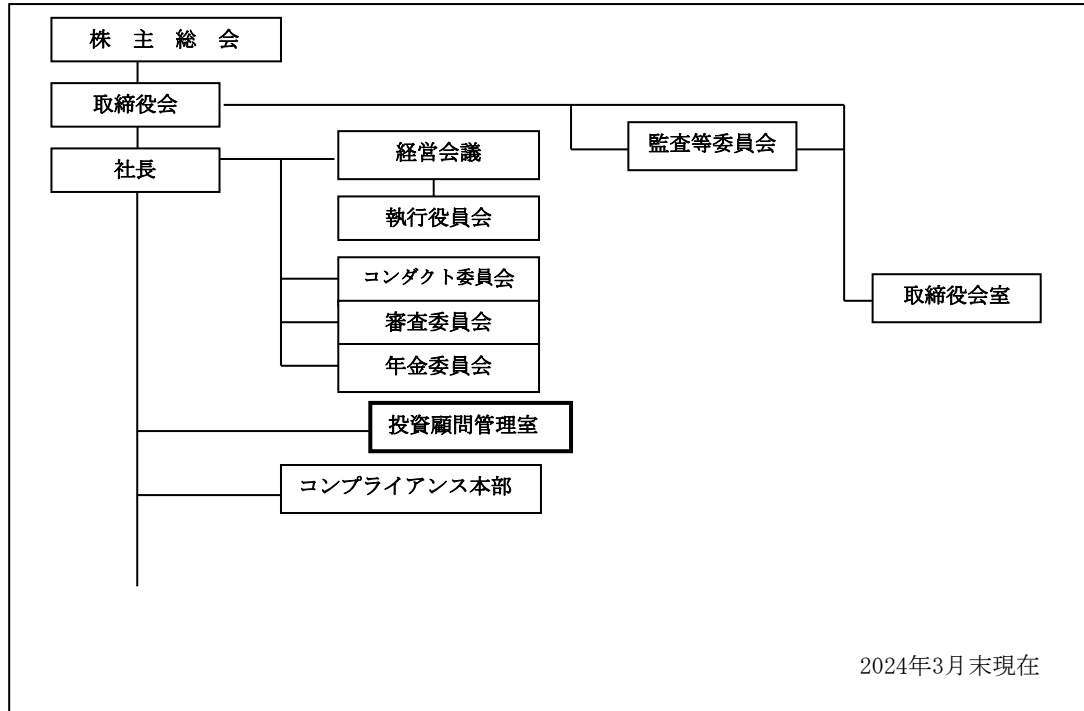 株 主 総 会
取締役会
監査等委員会
社長
経営会議
執行役員会
コンダクト委員会
取締役会室
審査委員会
年金委員会
投資顧問管理室
コンプライアンス本部
2024年3月末現在